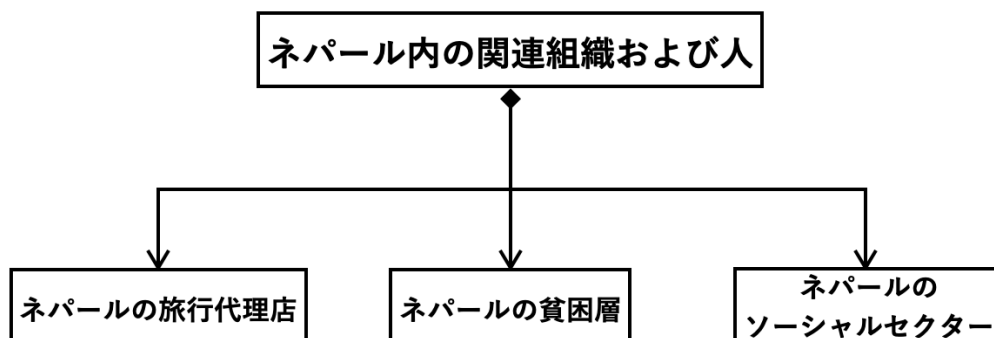 ネパール内の関連組織および人
ネパールの旅行代理店
ネパールの貧困層
ネパールの
ソーシャルセクター